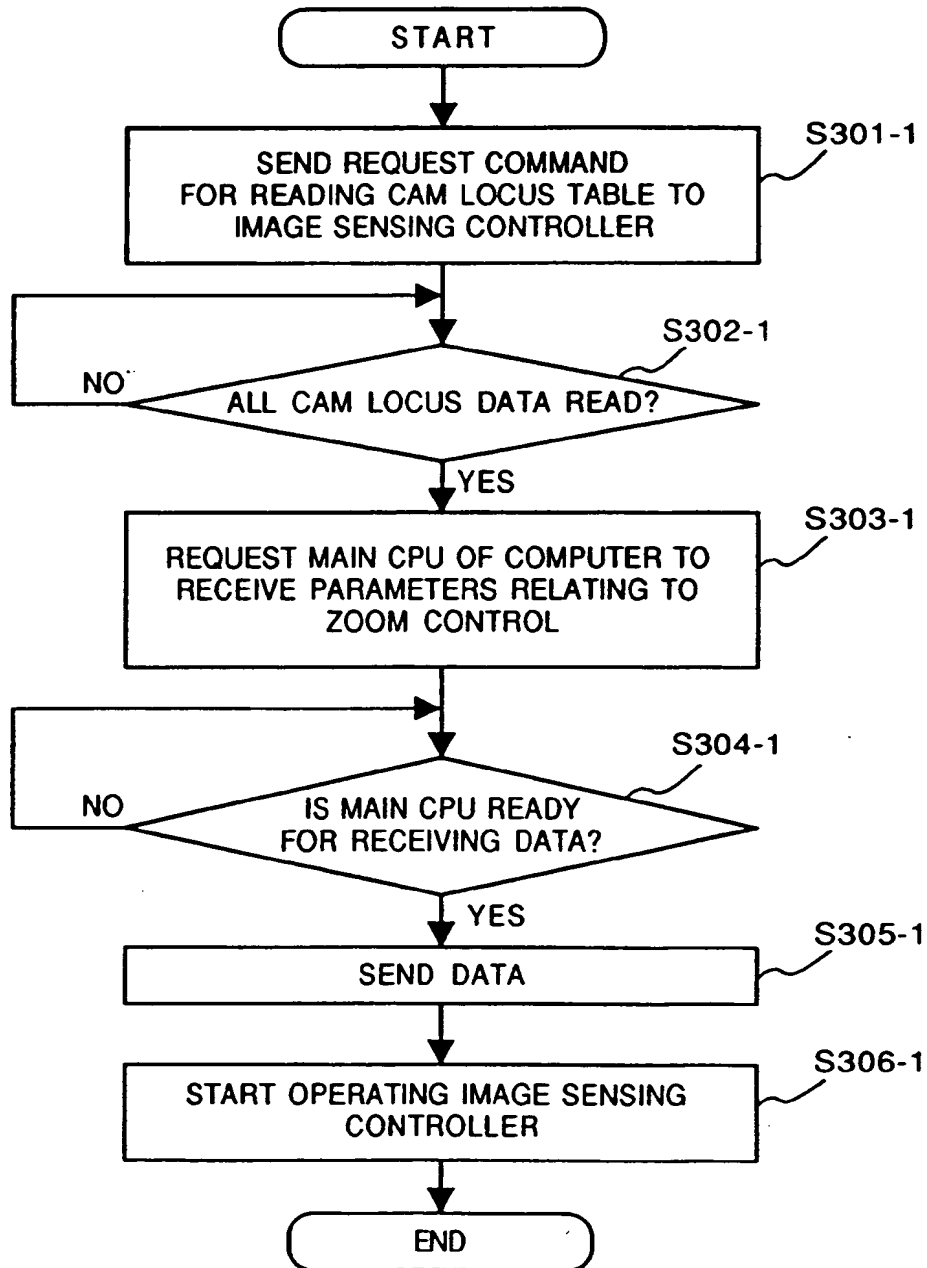 START
S301-1
SEND REQUEST COMMAND
FOR READING CAM LOCUS TABLE TO
IMAGE SENSING CONTROLLER
S302-1
NO
ALL CAM LOCUS DATA READ?
YES
S303-1
REQUEST MAIN CPU OF COMPUTER TO
RECEIVE PARAMETERS RELATING TO
ZOOM CONTROL
S304-1
NO
IS MAIN CPU READY
FOR RECEIVING DATA?
YES
S305-1
SEND DATA
S306-1
START OPERATING IMAGE SENSING
CONTROLLER
END